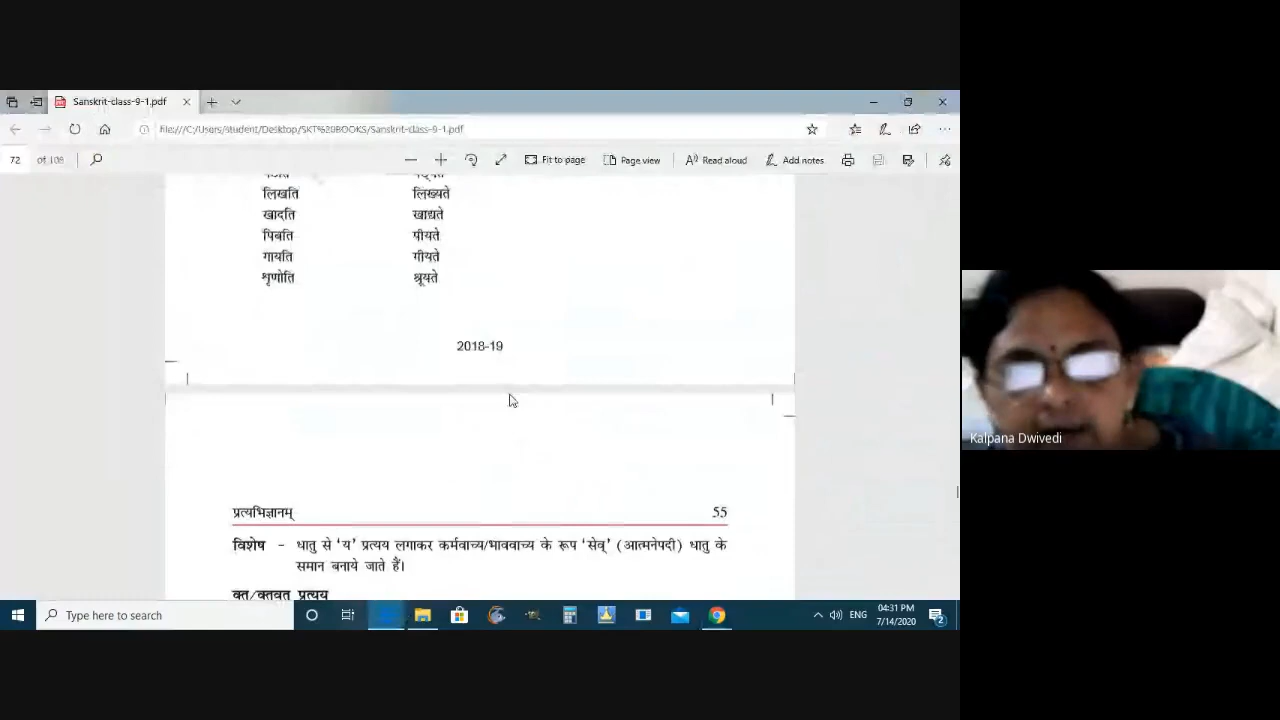 Sanskrit-class-9-1.pdf
file:///C:/Users/student/Desktop/SKT%20BOOKS/Sanskrit-class-9-1.pdf
72 of 108 Fit to page Page view Read aloud Add notes
लिखति लिख्यते
खादति खाद्यते
पिबति पीयते
गायति गीयते
शृणोति श्रूयते
2018-19
Kalpana Dwivedi
प्रत्यभिज्ञानम् 55
विशेष - धातु से ‘य’ प्रत्यय लगाकर कर्मवाच्य/भाववाच्य के रूप ‘सेव्’ (आत्मनेपदी) धातु के
समान बनाये जाते हैं।
क्त/क्तवत प्रत्यय
Type here to search
ENG
04:31 PM
7/14/2020
2